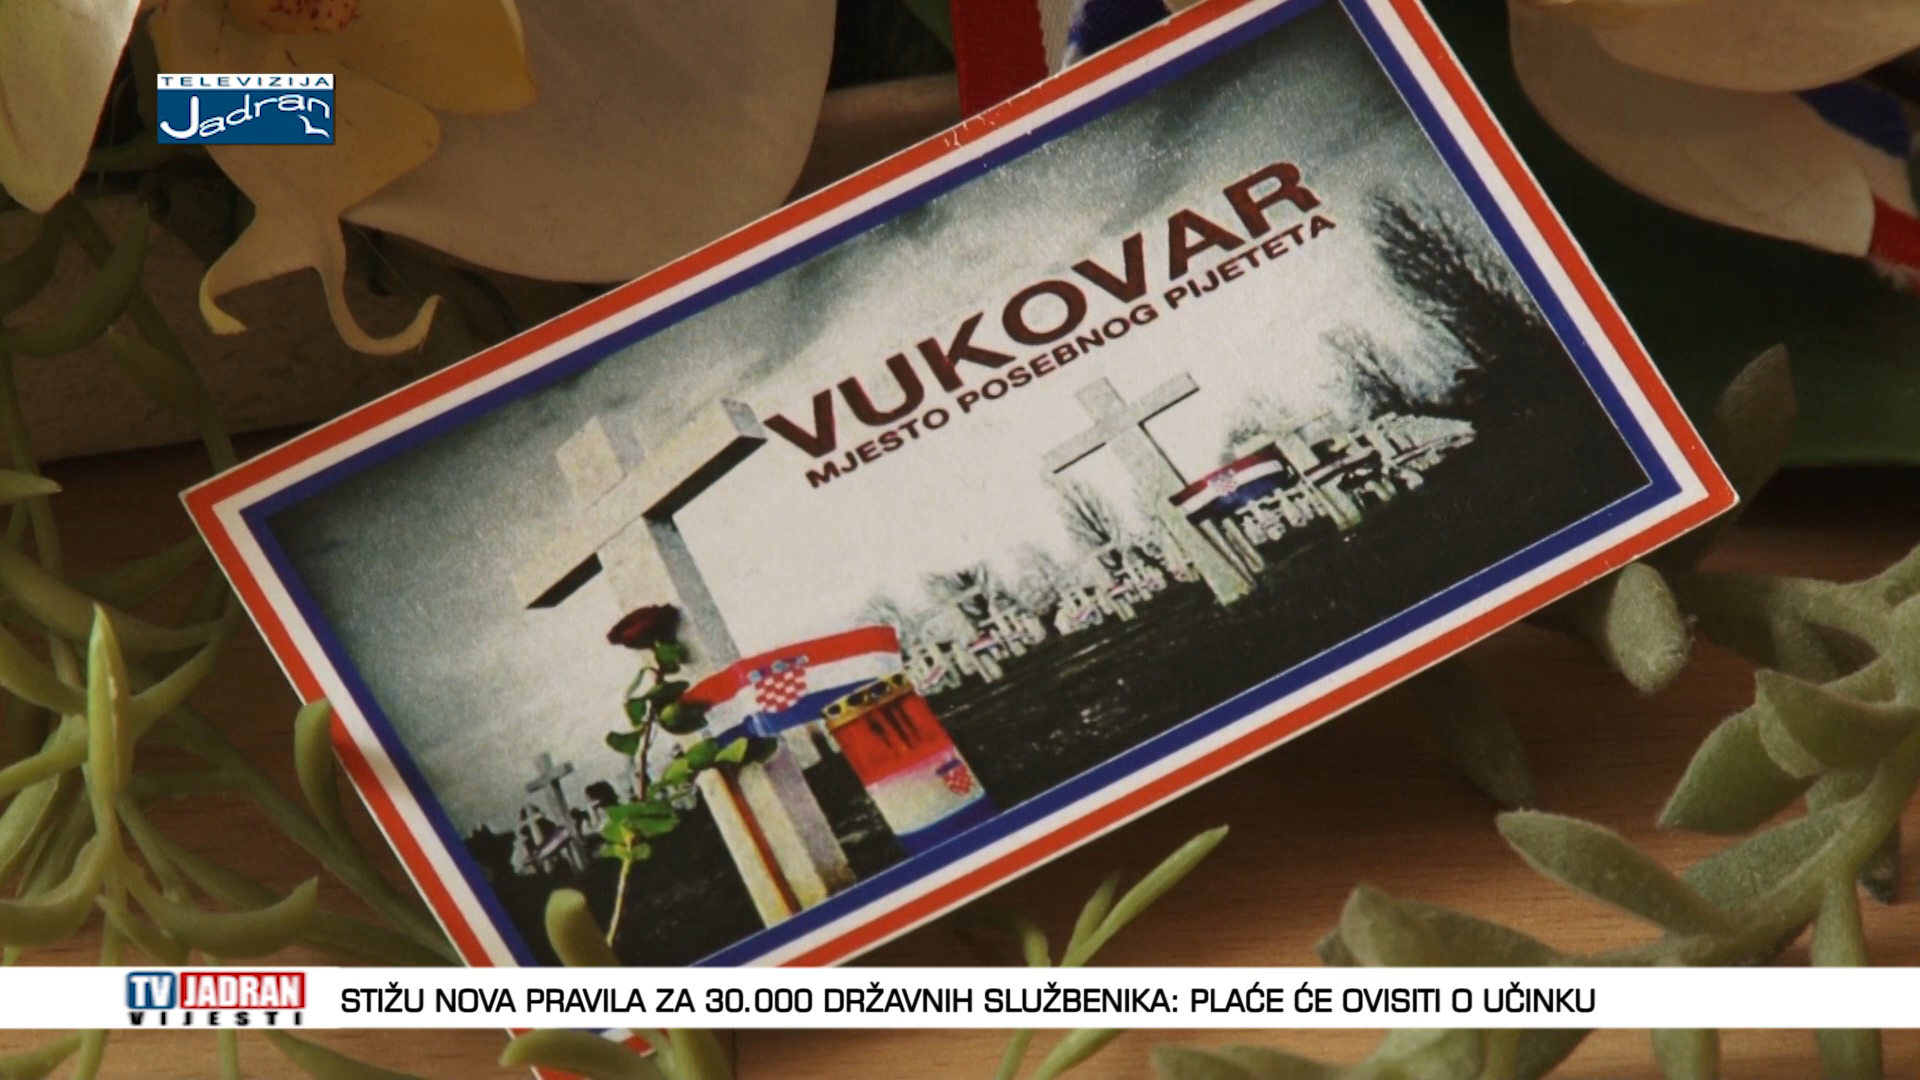 TELEVIZIJA
Jadran
VUKOVAR
MJESTO POSEBNOG PIJETETA
TV JADRAN
VIJESTI
STIŽU NOVA PRAVILA ZA 30.000 DRŽAVNIH SLUŽBENIKA: PLAĆE ĆE OVISITI O UČINKU